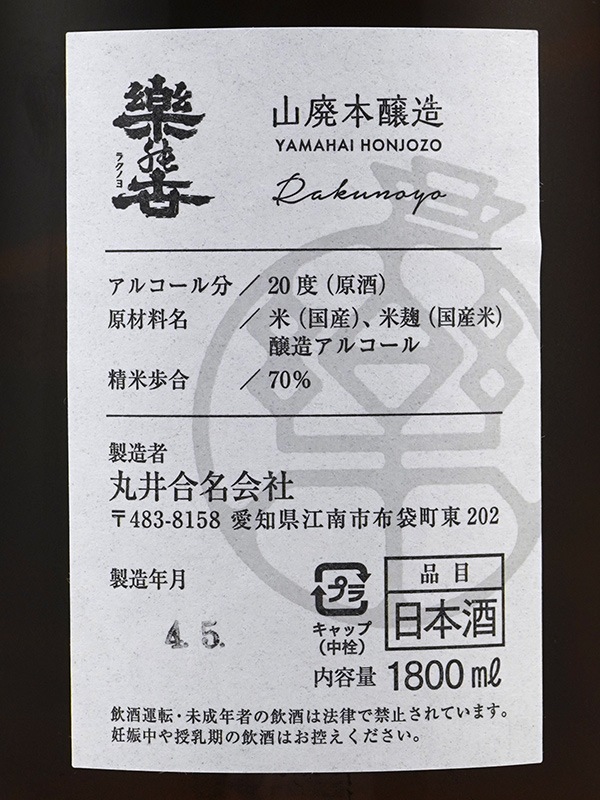 樂の世
ラクノヨ
山廃本醸造
YAMAHAI HONJOZO
Rakunoyo
アルコール分 ／ 20度（原酒）
原材料名 ／ 米（国産）、米麹（国産米）
醸造アルコール
精米歩合 ／ 70%
製造者
丸井合名会社
〒483-8158 愛知県江南市布袋町東202
製造年月
4.5.
プラ
キャップ
（中栓）
品目
日本酒
内容量 1800㎖
飲酒運転・未成年者の飲酒は法律で禁止されています。
妊娠中や授乳期の飲酒はお控えください。